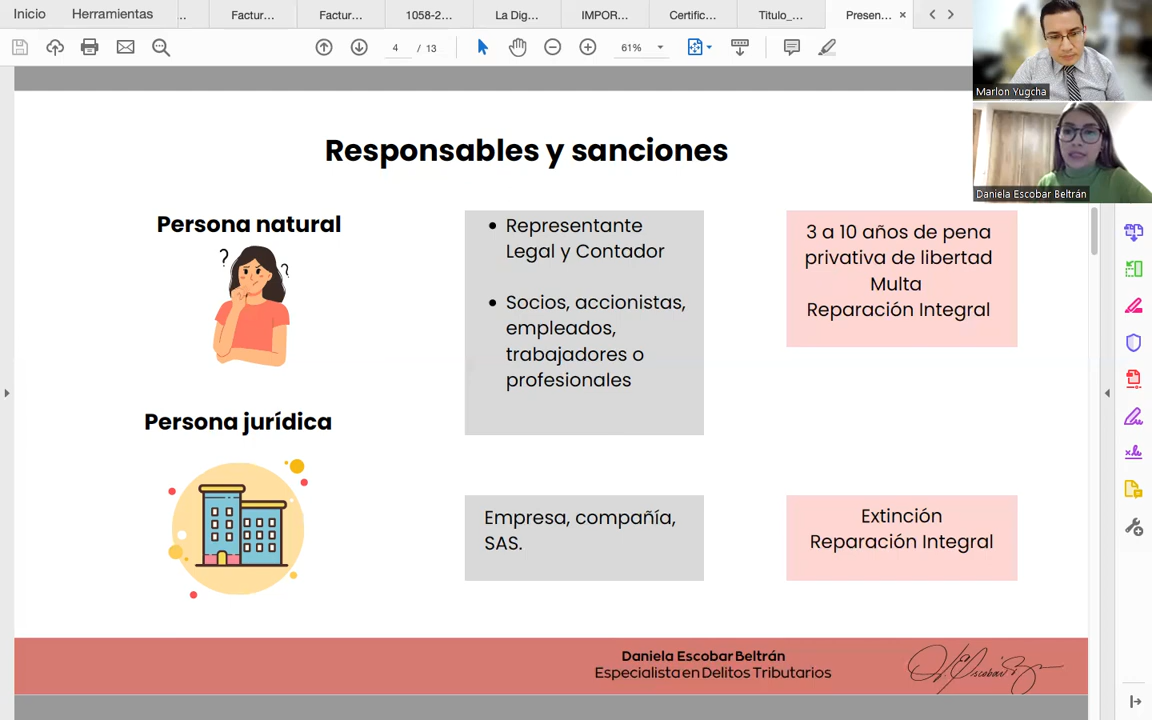 Inicio
Herramientas
..
Factur...
Factur...
1058-2...
La Dig...
IMPOR...
Certific...
Titulo_...
Presen...
4 / 13
61%
Marlon Yugcha
Daniela Escobar Beltrán
Responsables y sanciones
Persona natural
? ?
• Representante
Legal y Contador
• Socios, accionistas,
empleados,
trabajadores o
profesionales
3 a 10 años de pena
privativa de libertad
Multa
Reparación Integral
Persona jurídica
Empresa, compañía,
SAS.
Extinción
Reparación Integral
Daniela Escobar Beltrán
Especialista en Delitos Tributarios